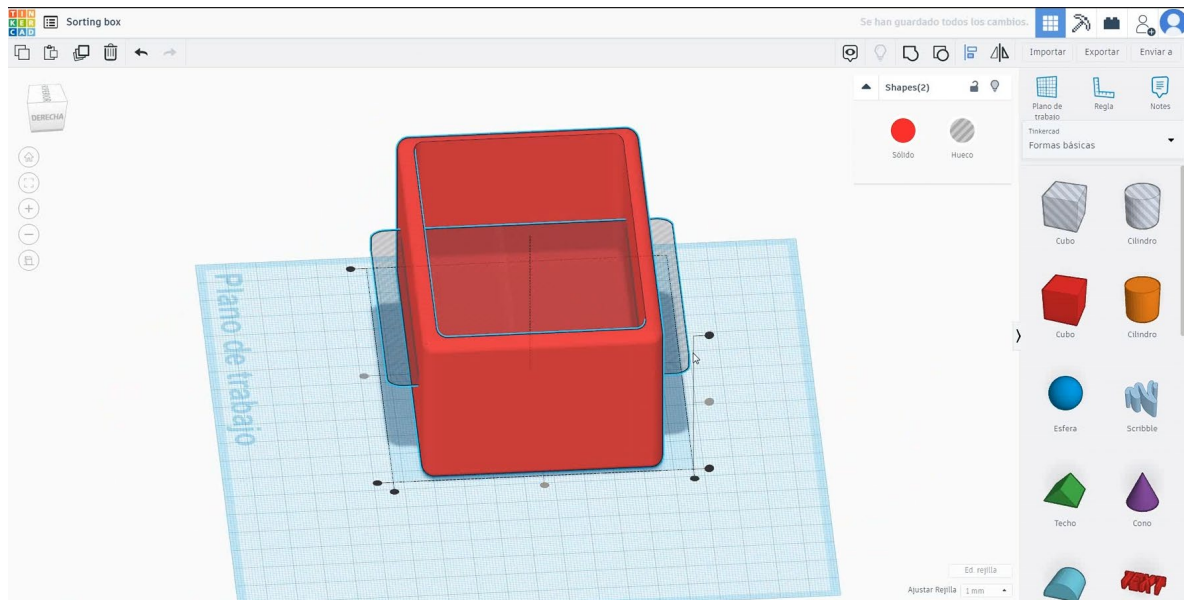 TIN
KER
CAD
Sorting box
Se han guardado todos los cambios.
Importar
Exportar
Enviar a
DERECHA
Shapes(2)
Sólido
Hueco
Plano de
trabajo
Regla
Notes
Tinkercad
Formas básicas
Cubo
Cilindro
Cubo
Cilindro
Esfera
Scribble
Techo
Cono
TEXT
Plano de trabajo
Ed. rejilla
Ajustar Rejilla
1 mm